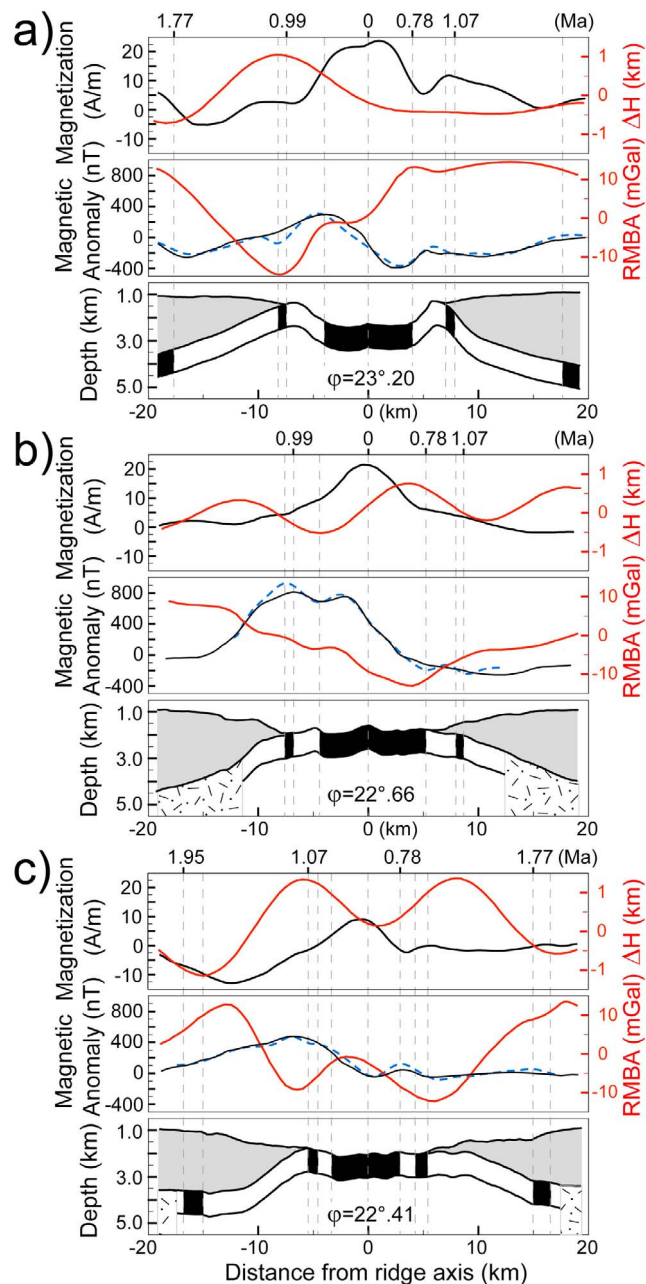 a)
1.77 0.99 0 0.78 1.07 (Ma)
Magnetization (A/m)
20
10
0
-10
ΔH (km)
1
0
-1
Magnetic Anomaly (nT)
800
400
0
-400
RMBA (mGal)
10
0
-10
Depth (km)
1.0
3.0
5.0
φ=23°.20
-20 -10 0 (km) 10 20
b)
0.99 0 0.78 1.07 (Ma)
Magnetization (A/m)
20
10
0
-10
ΔH (km)
1
0
-1
Magnetic Anomaly (nT)
800
400
0
-400
RMBA (mGal)
10
0
-10
Depth (km)
1.0
3.0
5.0
φ=22°.66
-20 -10 0 (km) 10 20
c)
1.95 1.07 0.78 1.77 (Ma)
Magnetization (A/m)
20
10
0
-10
ΔH (km)
1
0
-1
Magnetic Anomaly (nT)
800
400
0
-400
RMBA (mGal)
10
0
-10
Depth (km)
1.0
3.0
5.0
φ=22°.41
-20 -10 0 10 20
Distance from ridge axis (km)